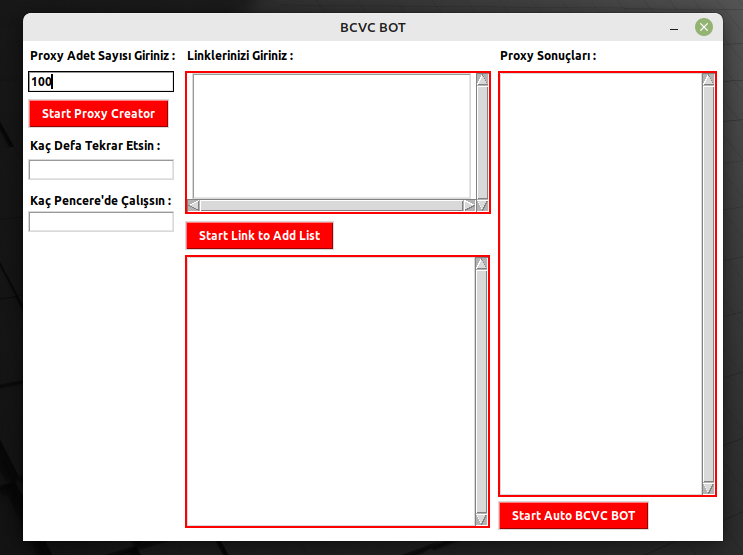 BCVC BOT
Proxy Adet Sayısı Giriniz :
100
Start Proxy Creator
Kaç Defa Tekrar Etsin :
Kaç Pencere'de Çalışsın :
Linklerinizi Giriniz :
Start Link to Add List
Proxy Sonuçları :
Start Auto BCVC BOT